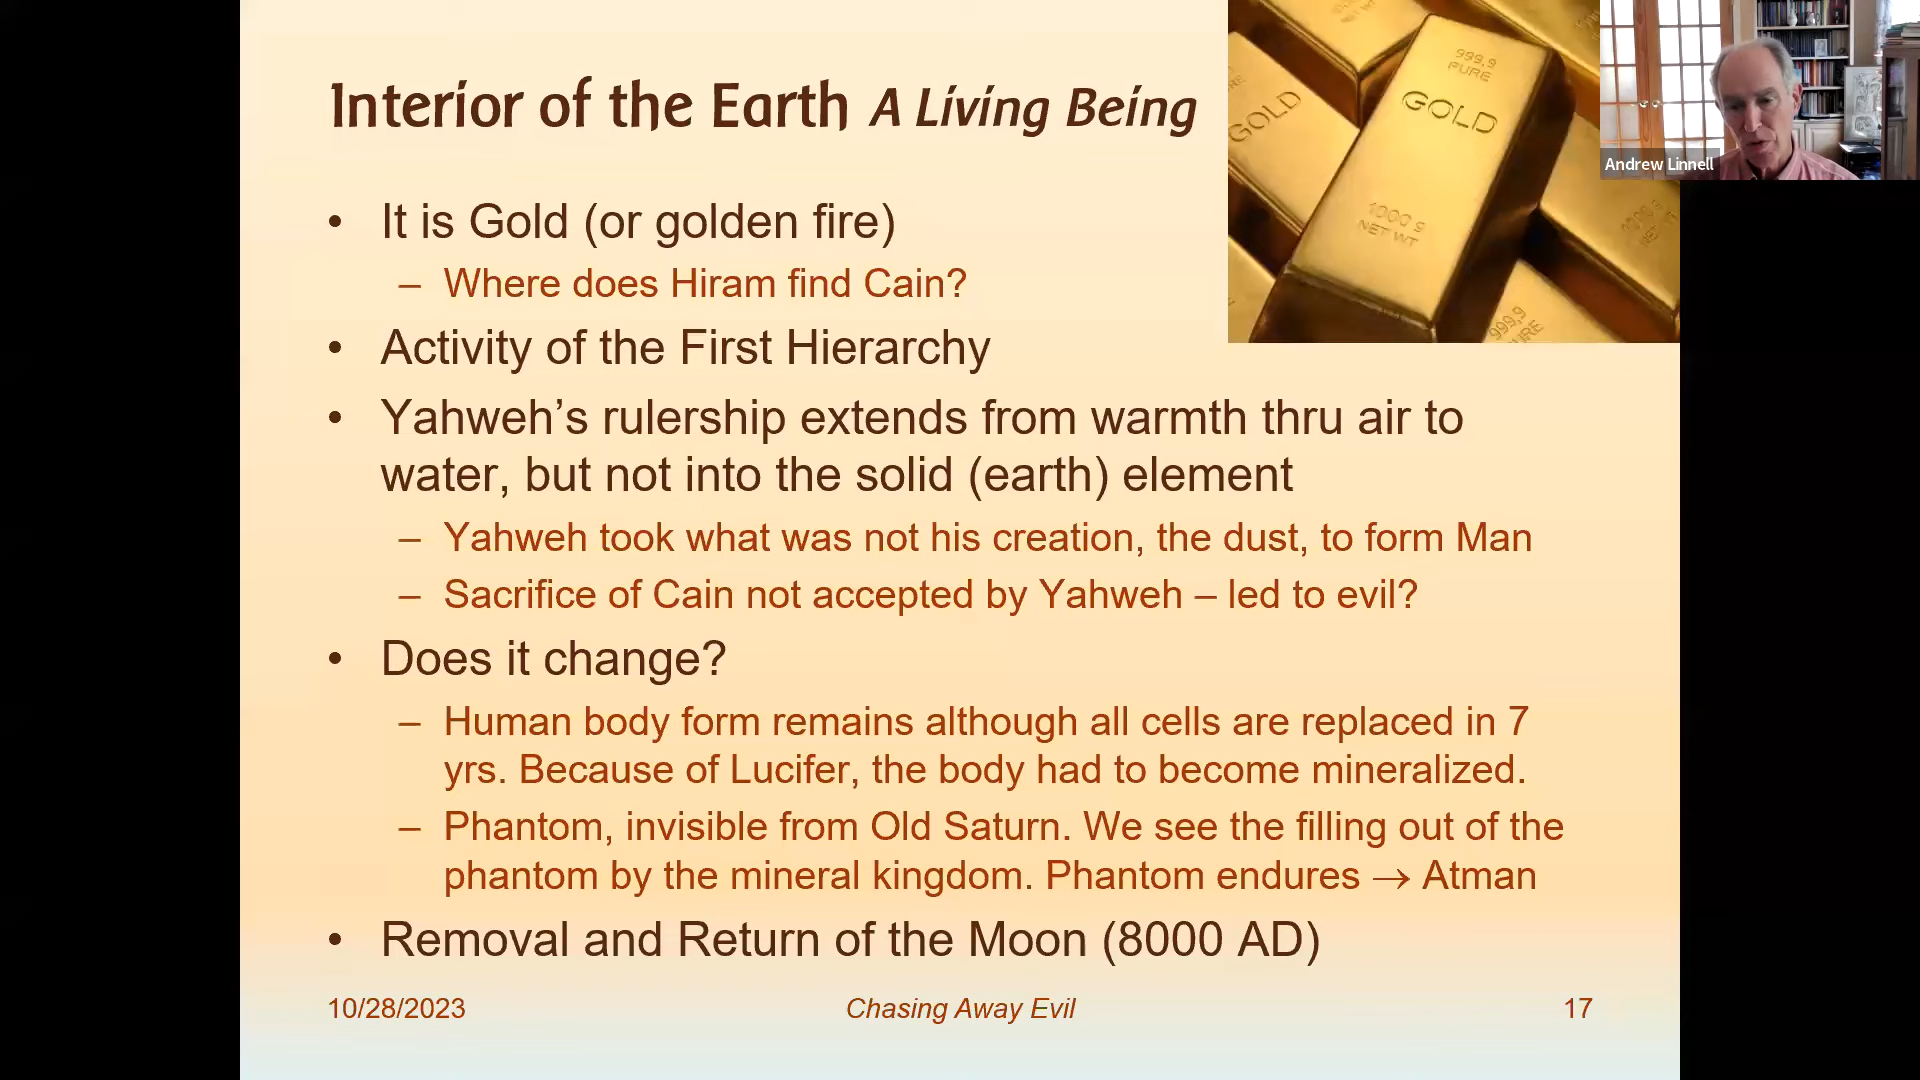 Interior of the Earth A Living Being
• It is Gold (or golden fire)
– Where does Hiram find Cain?
• Activity of the First Hierarchy
• Yahweh’s rulership extends from warmth thru air to
water, but not into the solid (earth) element
– Yahweh took what was not his creation, the dust, to form Man
– Sacrifice of Cain not accepted by Yahweh – led to evil?
• Does it change?
– Human body form remains although all cells are replaced in 7
yrs. Because of Lucifer, the body had to become mineralized.
– Phantom, invisible from Old Saturn. We see the filling out of the
phantom by the mineral kingdom. Phantom endures → Atman
• Removal and Return of the Moon (8000 AD)
10/28/2023
Chasing Away Evil
17
999.9
PURE
GOLD
1000 g
NET WT
GOLD
999.9
Andrew Linnell